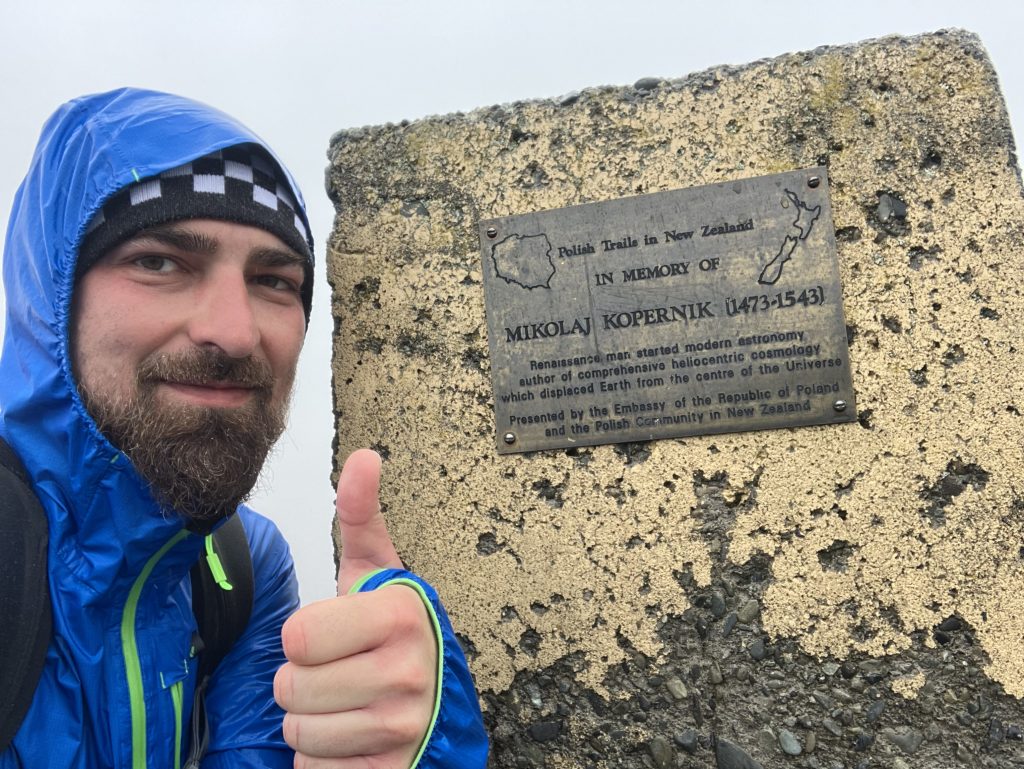 Polish Trails in New Zealand
IN MEMORY OF
MIKOLAJ KOPERNIK (1473-1543)
Renaissance man started modern astronomy
author of comprehensive heliocentric cosmology
which displaced Earth from the centre of the Universe
Presented by the Embassy of the Republic of Poland
and the Polish Community in New Zealand